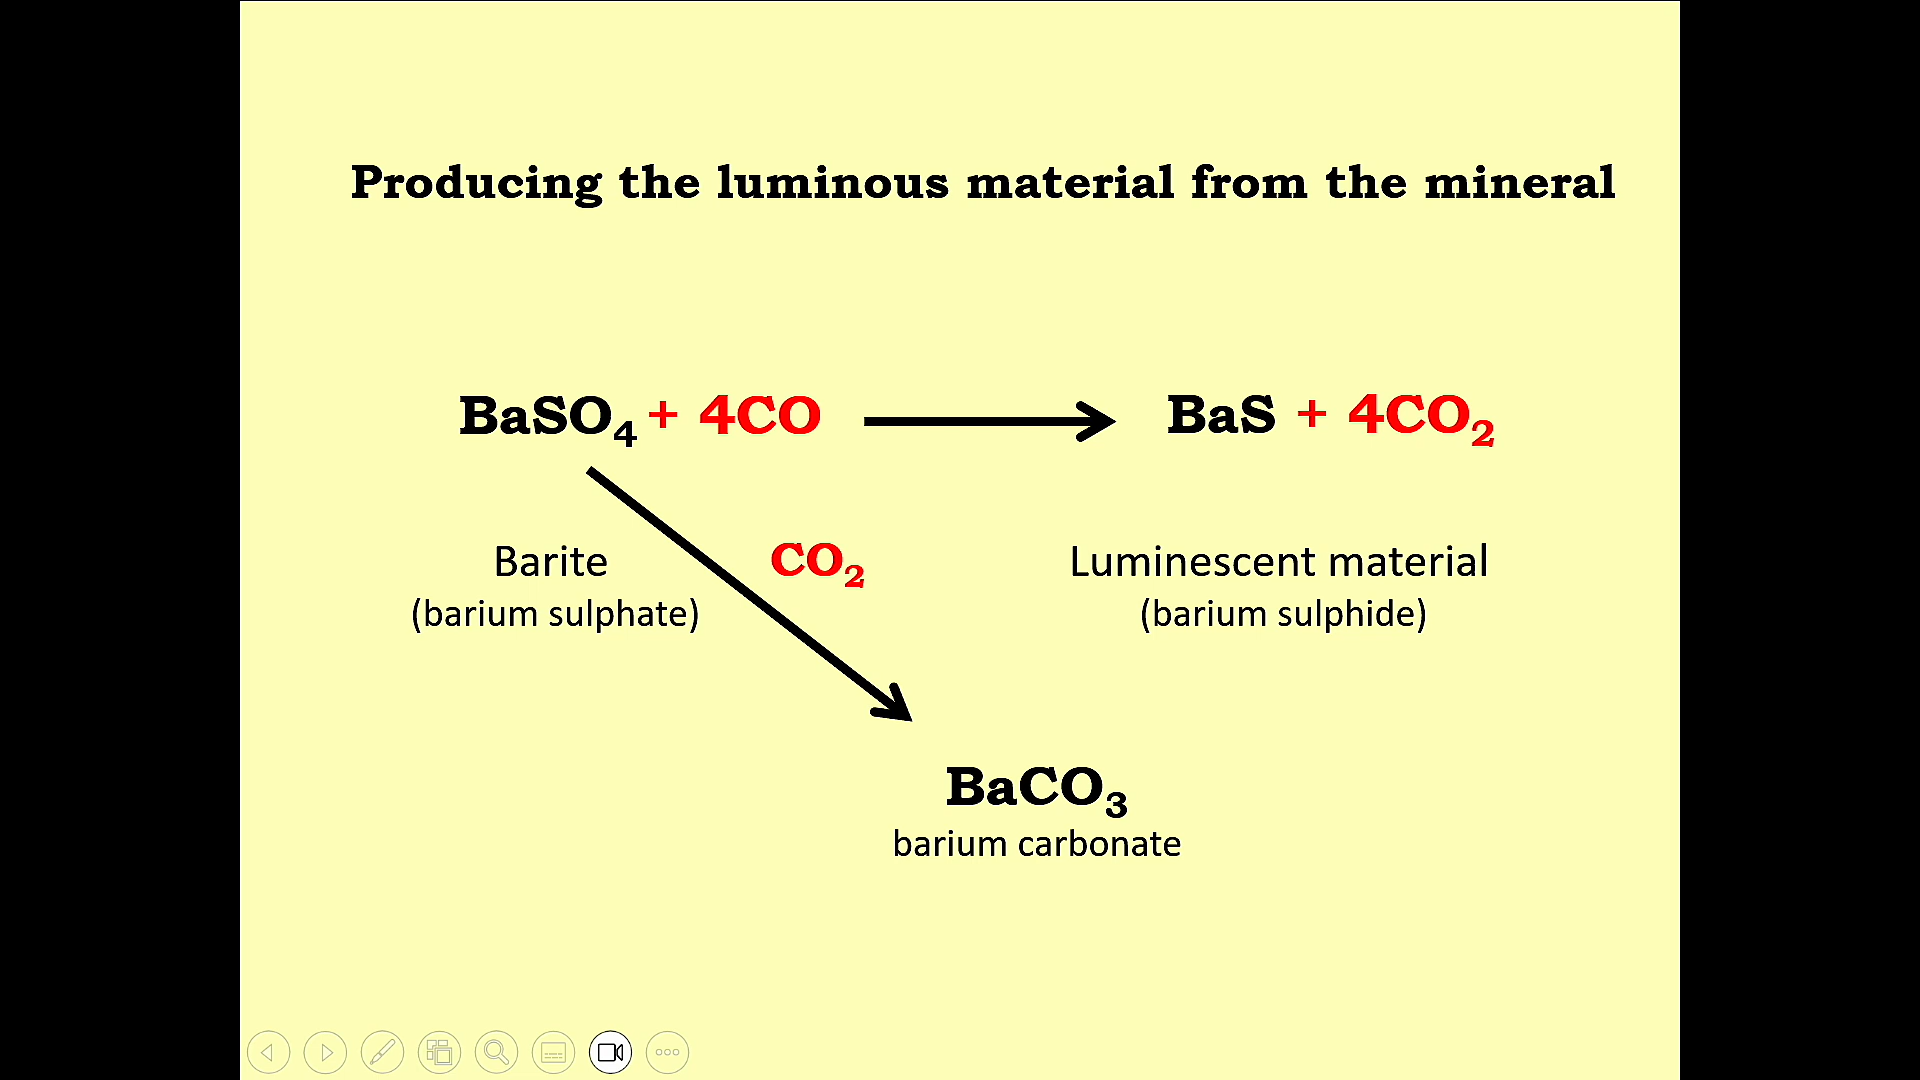 Producing the luminous material from the mineral
BaSO₄ + 4CO → BaS + 4CO₂
Barite
(barium sulphate)
CO₂
Luminescent material
(barium sulphide)
BaCO₃
barium carbonate